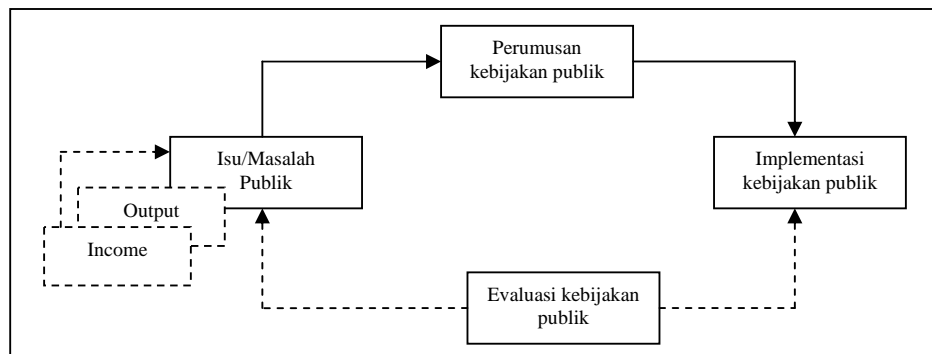 Perumusan
kebijakan publik
Isu/Masalah
Publik
Implementasi
kebijakan publik
Output
Income
Evaluasi kebijakan
publik